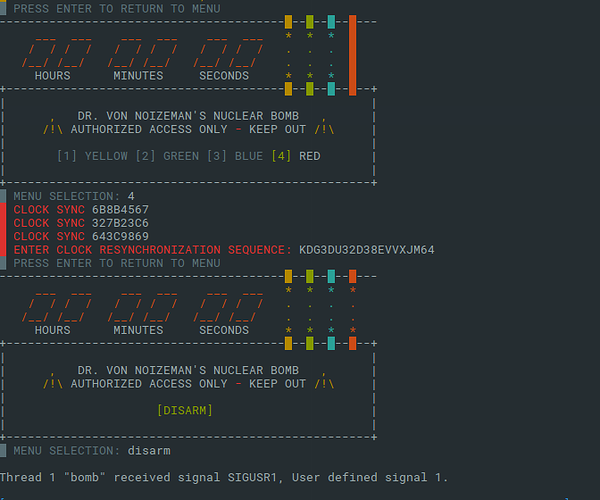 PRESS ENTER TO RETURN TO MENU
HOURS MINUTES SECONDS
DR. VON NOIZEMAN'S NUCLEAR BOMB
/!\ AUTHORIZED ACCESS ONLY - KEEP OUT /!\
[1] YELLOW [2] GREEN [3] BLUE [4] RED
MENU SELECTION: 4
CLOCK SYNC 6B8B4567
CLOCK SYNC 327B23C6
CLOCK SYNC 643C9869
ENTER CLOCK RESYNCHRONIZATION SEQUENCE: KDG3DU32D38EVVXJM64
PRESS ENTER TO RETURN TO MENU
HOURS MINUTES SECONDS
DR. VON NOIZEMAN'S NUCLEAR BOMB
/!\ AUTHORIZED ACCESS ONLY - KEEP OUT /!\
[DISARM]
MENU SELECTION: disarm
Thread 1 "bomb" received signal SIGUSR1, User defined signal 1.